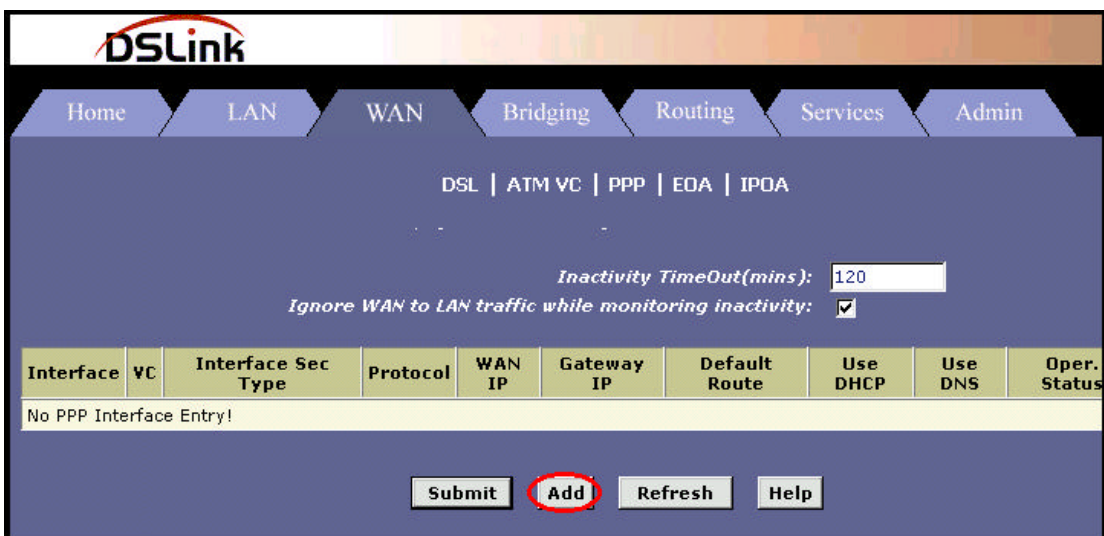 DSLink
Home LAN WAN Bridging Routing Services Admin
DSL | ATM VC | PPP | EOA | IPOA
Inactivity TimeOut(mins): 120
Ignore WAN to LAN traffic while monitoring inactivity:
Interface VC Interface Sec Type Protocol WAN IP Gateway IP Default Route Use DHCP Use DNS Oper. Status
No PPP Interface Entry!
Submit Add Refresh Help